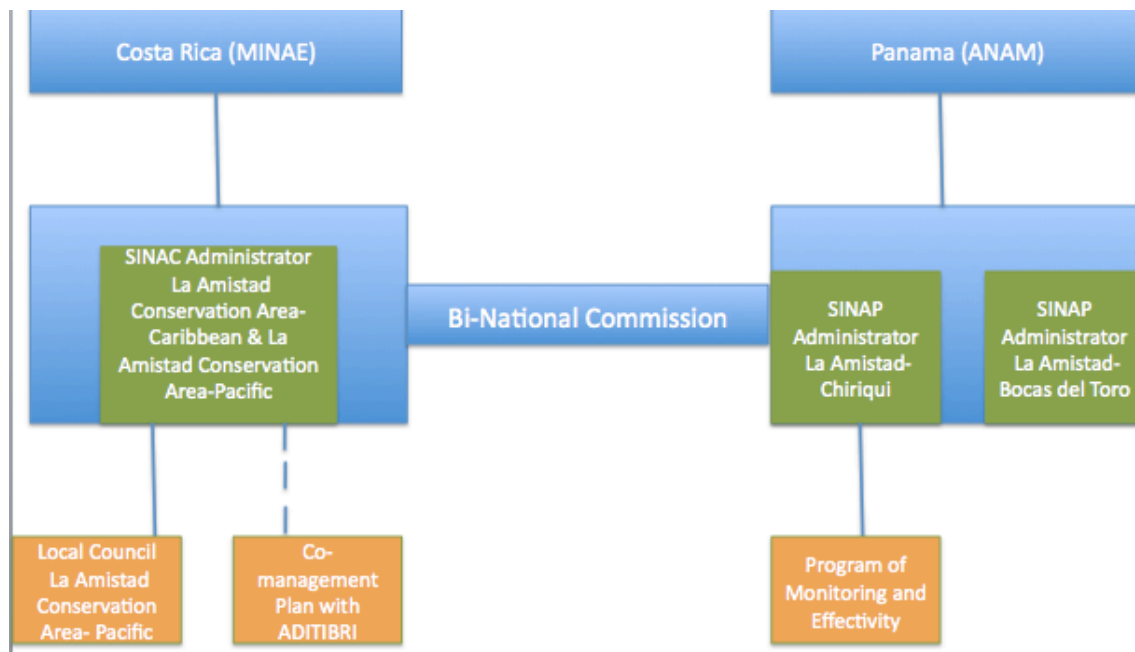 Costa Rica (MINAE)
Panama (ANAM)
SINAC Administrator
La Amistad
Conservation Area-
Caribbean & La
Amistad Conservation
Area-Pacific
Bi-National Commission
SINAP
Administrator
La Amistad-
Chiriqui
SINAP
Administrator
La Amistad-
Bocas del Toro
Local Council
La Amistad
Conservation
Area- Pacific
Co-
management
Plan with
ADITIBRI
Program of
Monitoring and
Effectivity